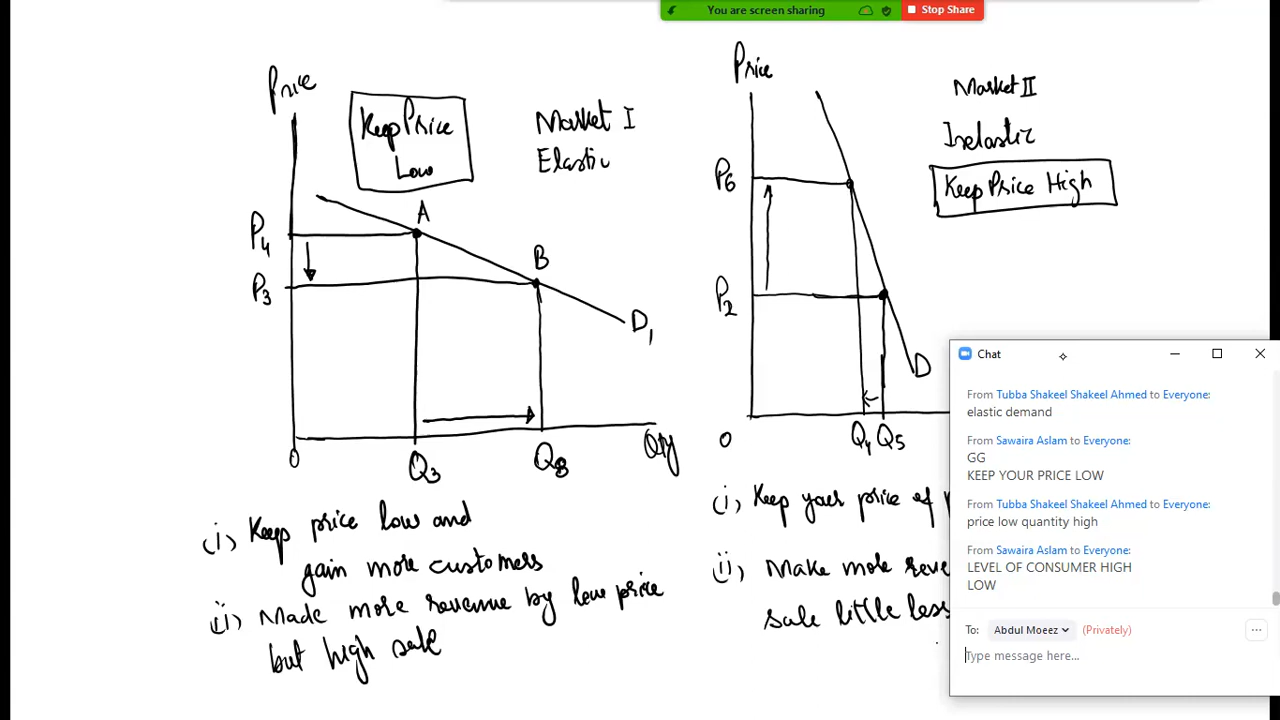 You are screen sharing
Stop Share
Price
Keep Price
Low
Market I
Elastic
P4
A
P3
B
D1
0
Q3
Q8
Qty
(i) Keep price low and
gain more customers
(ii) Made more revenue by low price
but high sale
Price
Market II
Inelastic
Keep Price High
P6
P2
D
0
Q4 Q5
(i) Keep your price of
(ii) Make more reve
sale little less
Chat
From Tubba Shakeel Shakeel Ahmed to Everyone:
elastic demand
From Sawaira Aslam to Everyone:
GG
KEEP YOUR PRICE LOW
From Tubba Shakeel Shakeel Ahmed to Everyone:
price low quantity high
From Sawaira Aslam to Everyone:
LEVEL OF CONSUMER HIGH
LOW
To: Abdul Moeez (Privately)
Type message here...